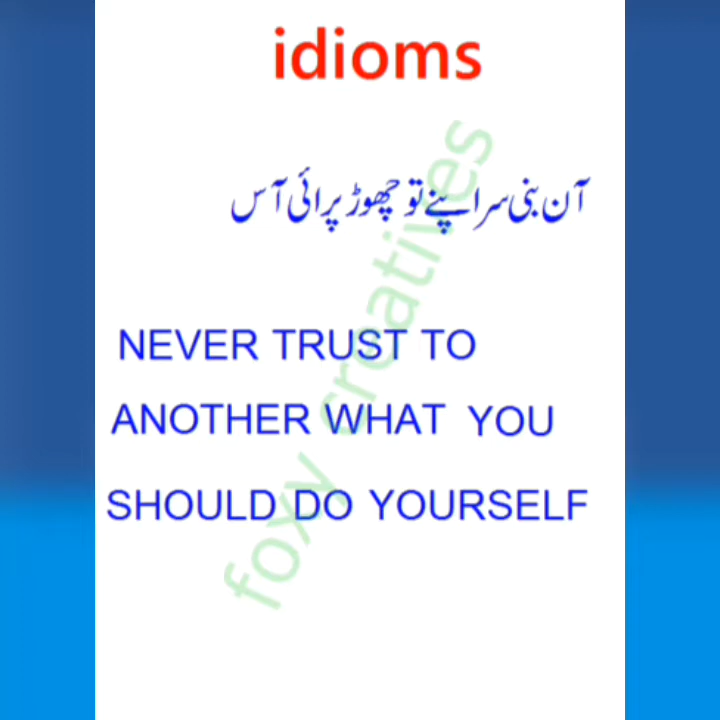 idioms
آن بنی سر اپنے تو چھوڑ پرائی آس
NEVER TRUST TO
ANOTHER WHAT YOU
SHOULD DO YOURSELF
foxy creatives